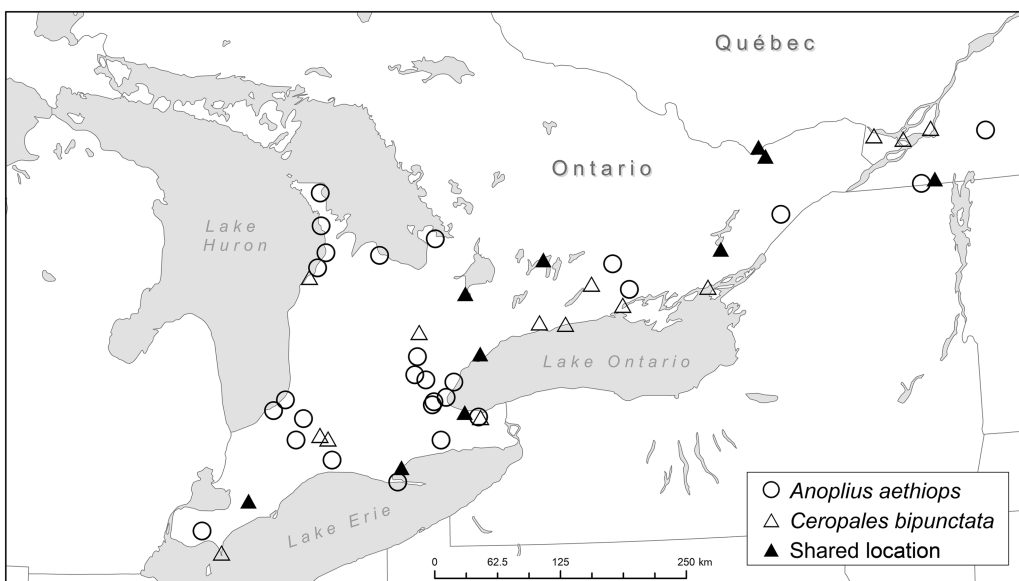 Québec
Ontario
Lake
Huron
Lake Ontario
Lake Erie
Anoplius aethiops
Ceropales bipunctata
Shared location
0 62.5 125 250 km